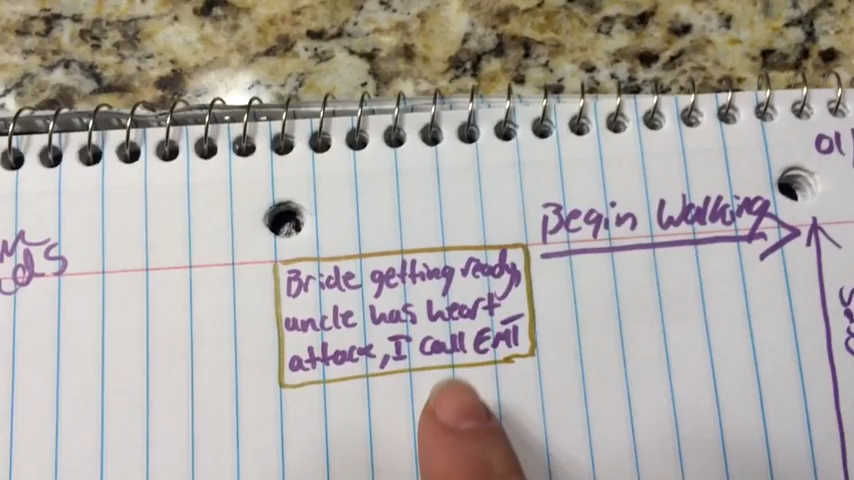 Begin Walking
Bride getting ready,
uncle has heart
attack, I call EMT